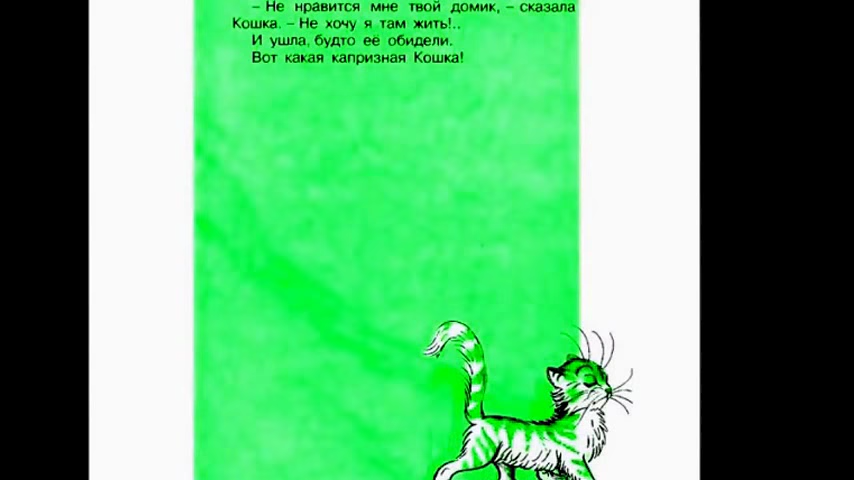 – Не нравится мне твой домик, – сказала
Кошка. – Не хочу я там жить!..
И ушла, будто её обидели.
Вот какая капризная Кошка!